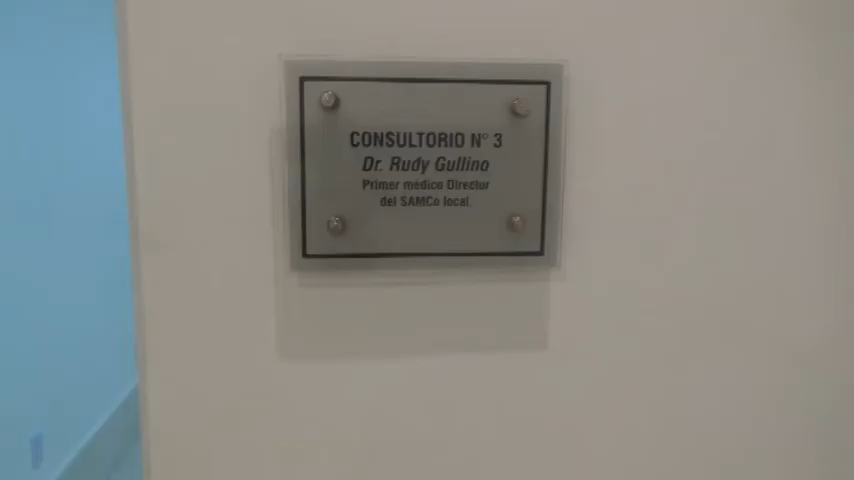 CONSULTORIO N° 3
Dr. Rudy Gullino
Primer médico Director
del SAMCo local.